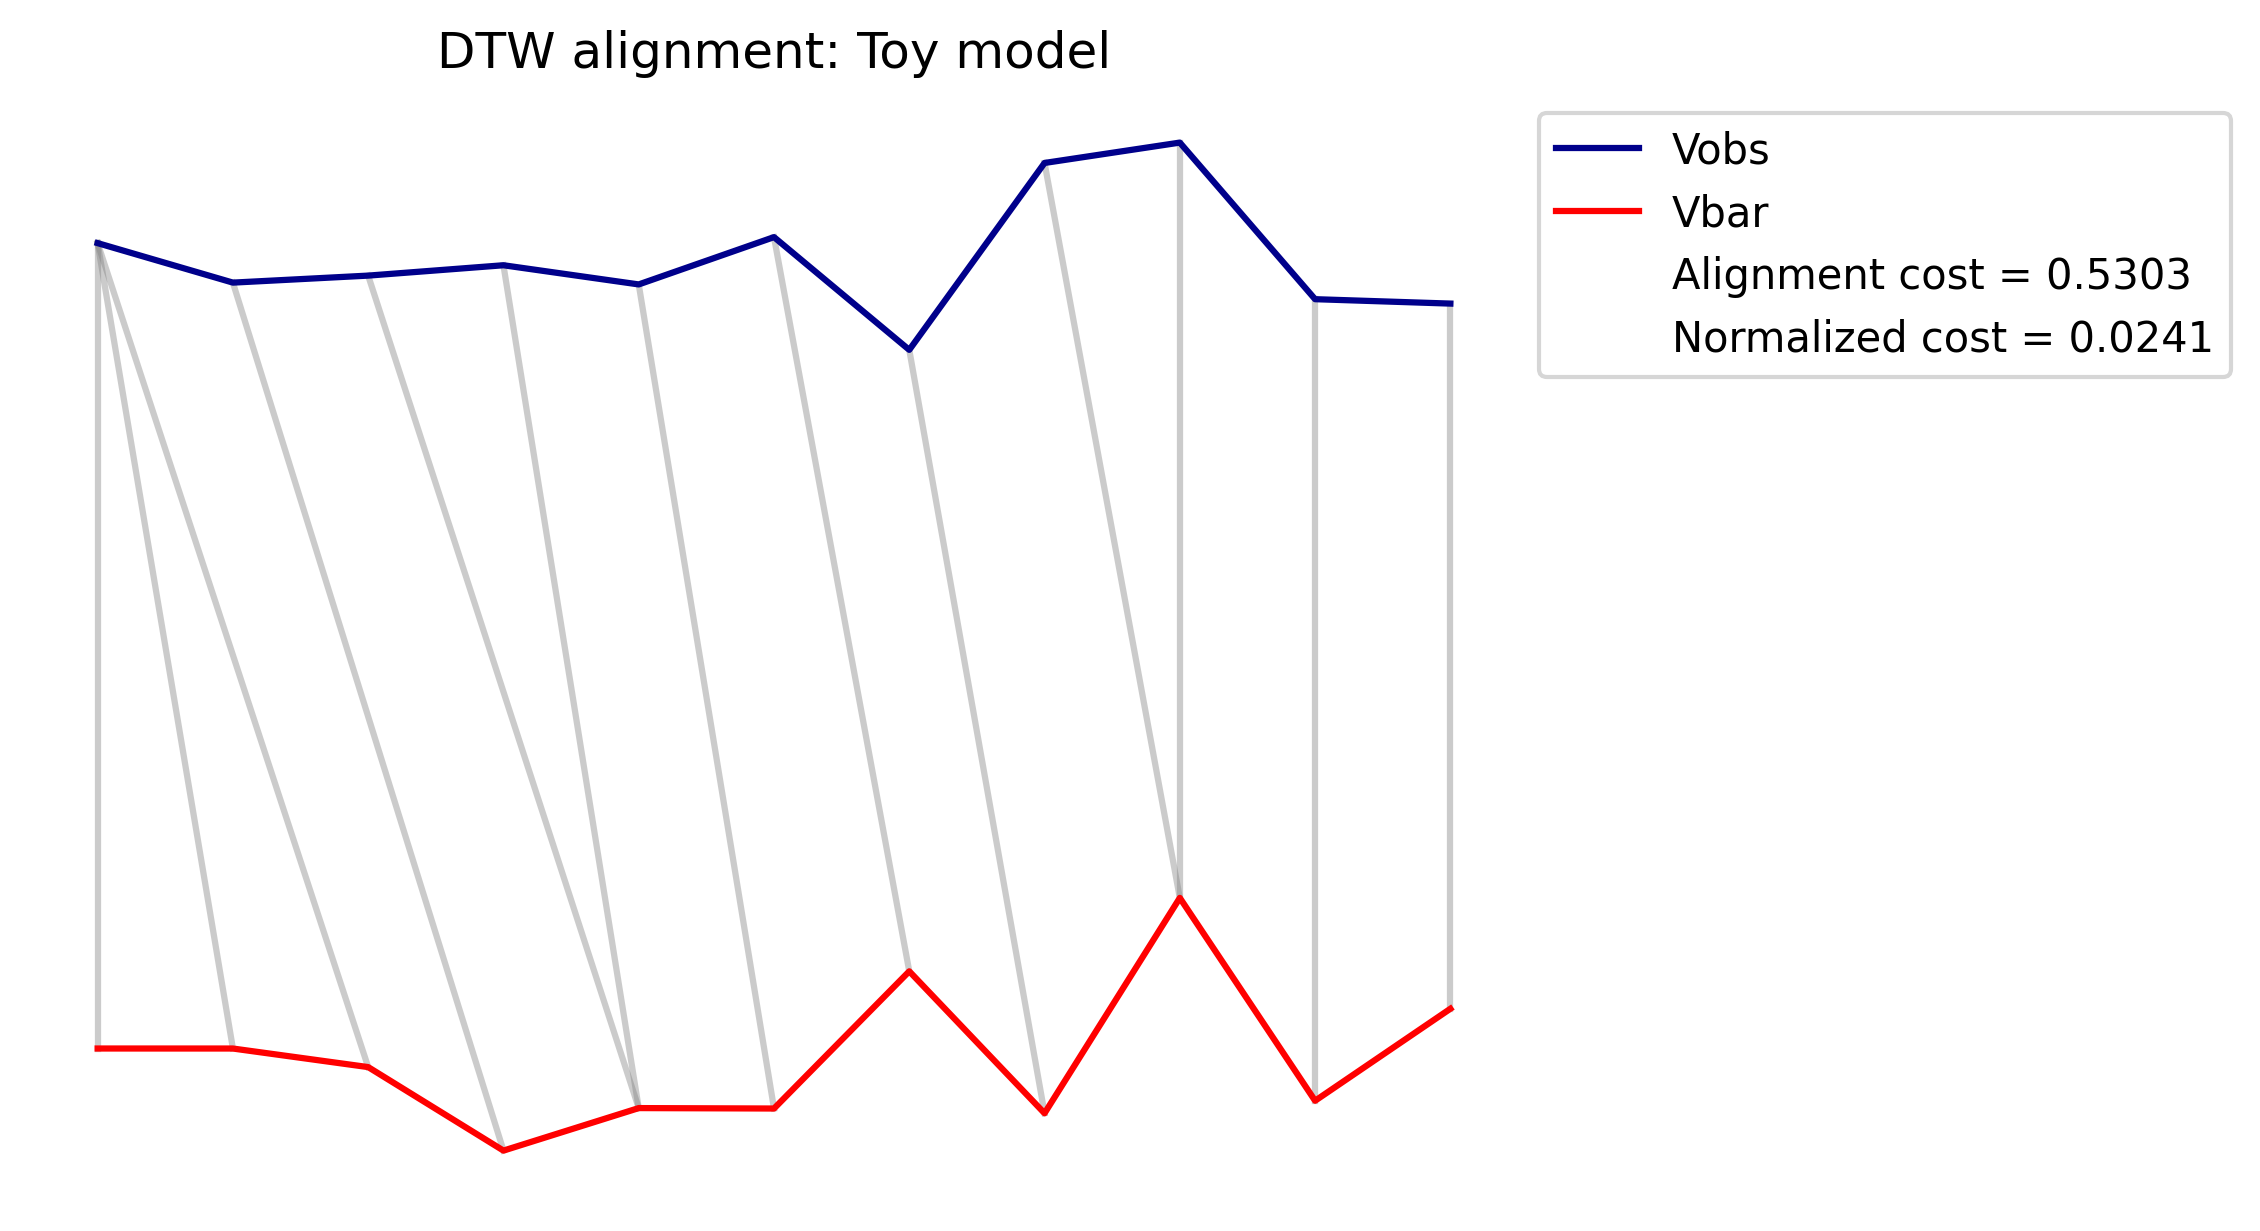 DTW alignment: Toy model
Vobs
Vbar
Alignment cost = 0.5303
Normalized cost = 0.0241